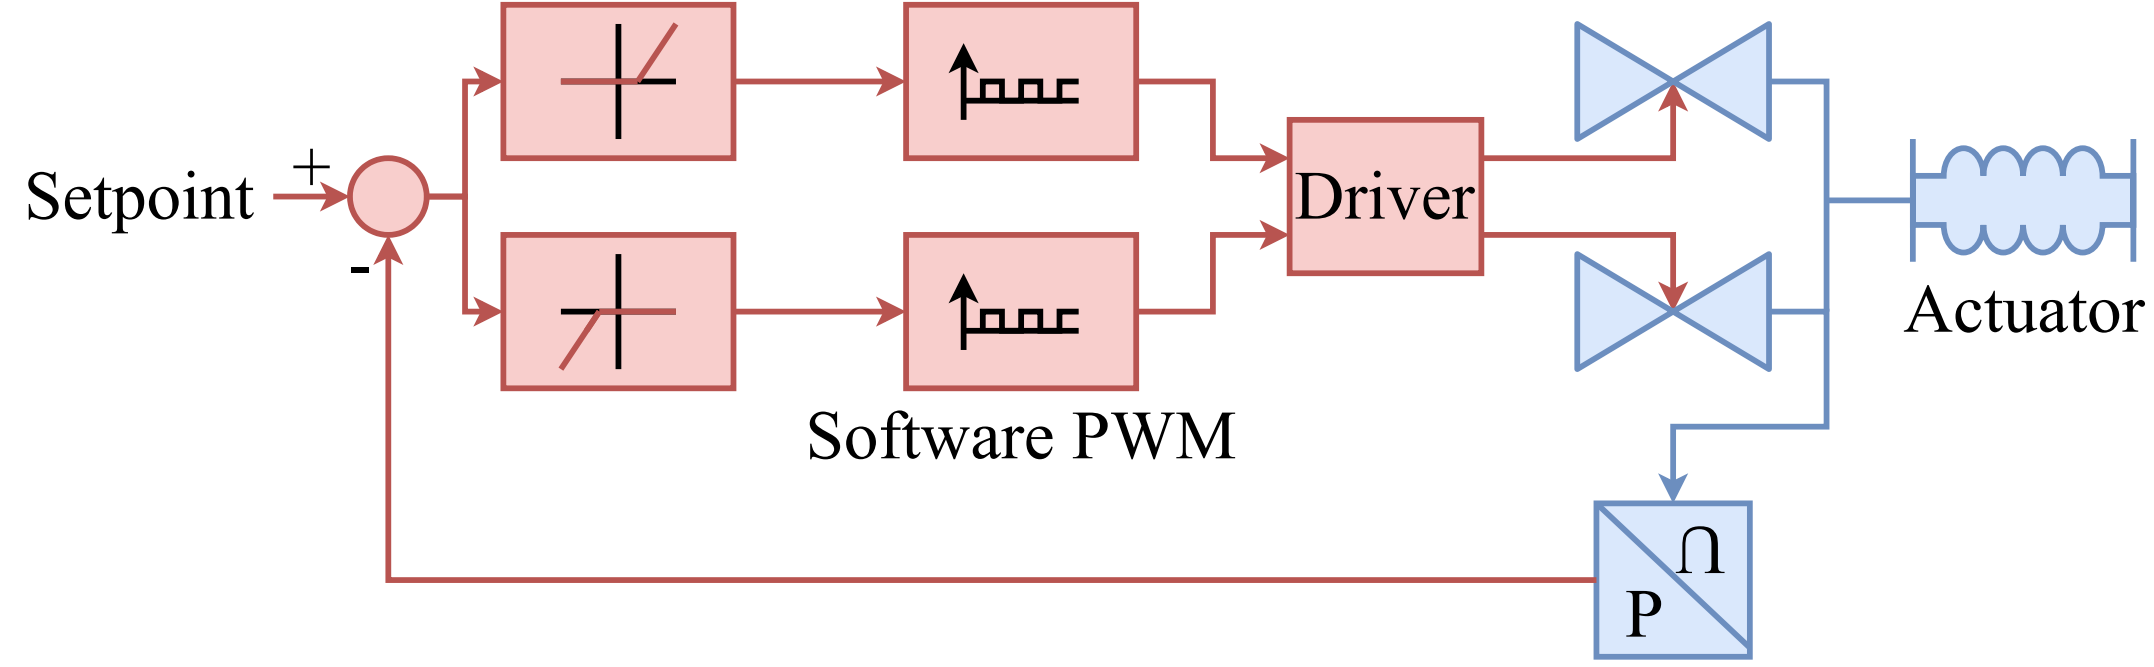 Setpoint
+
-
Driver
Actuator
Software PWM
U
P